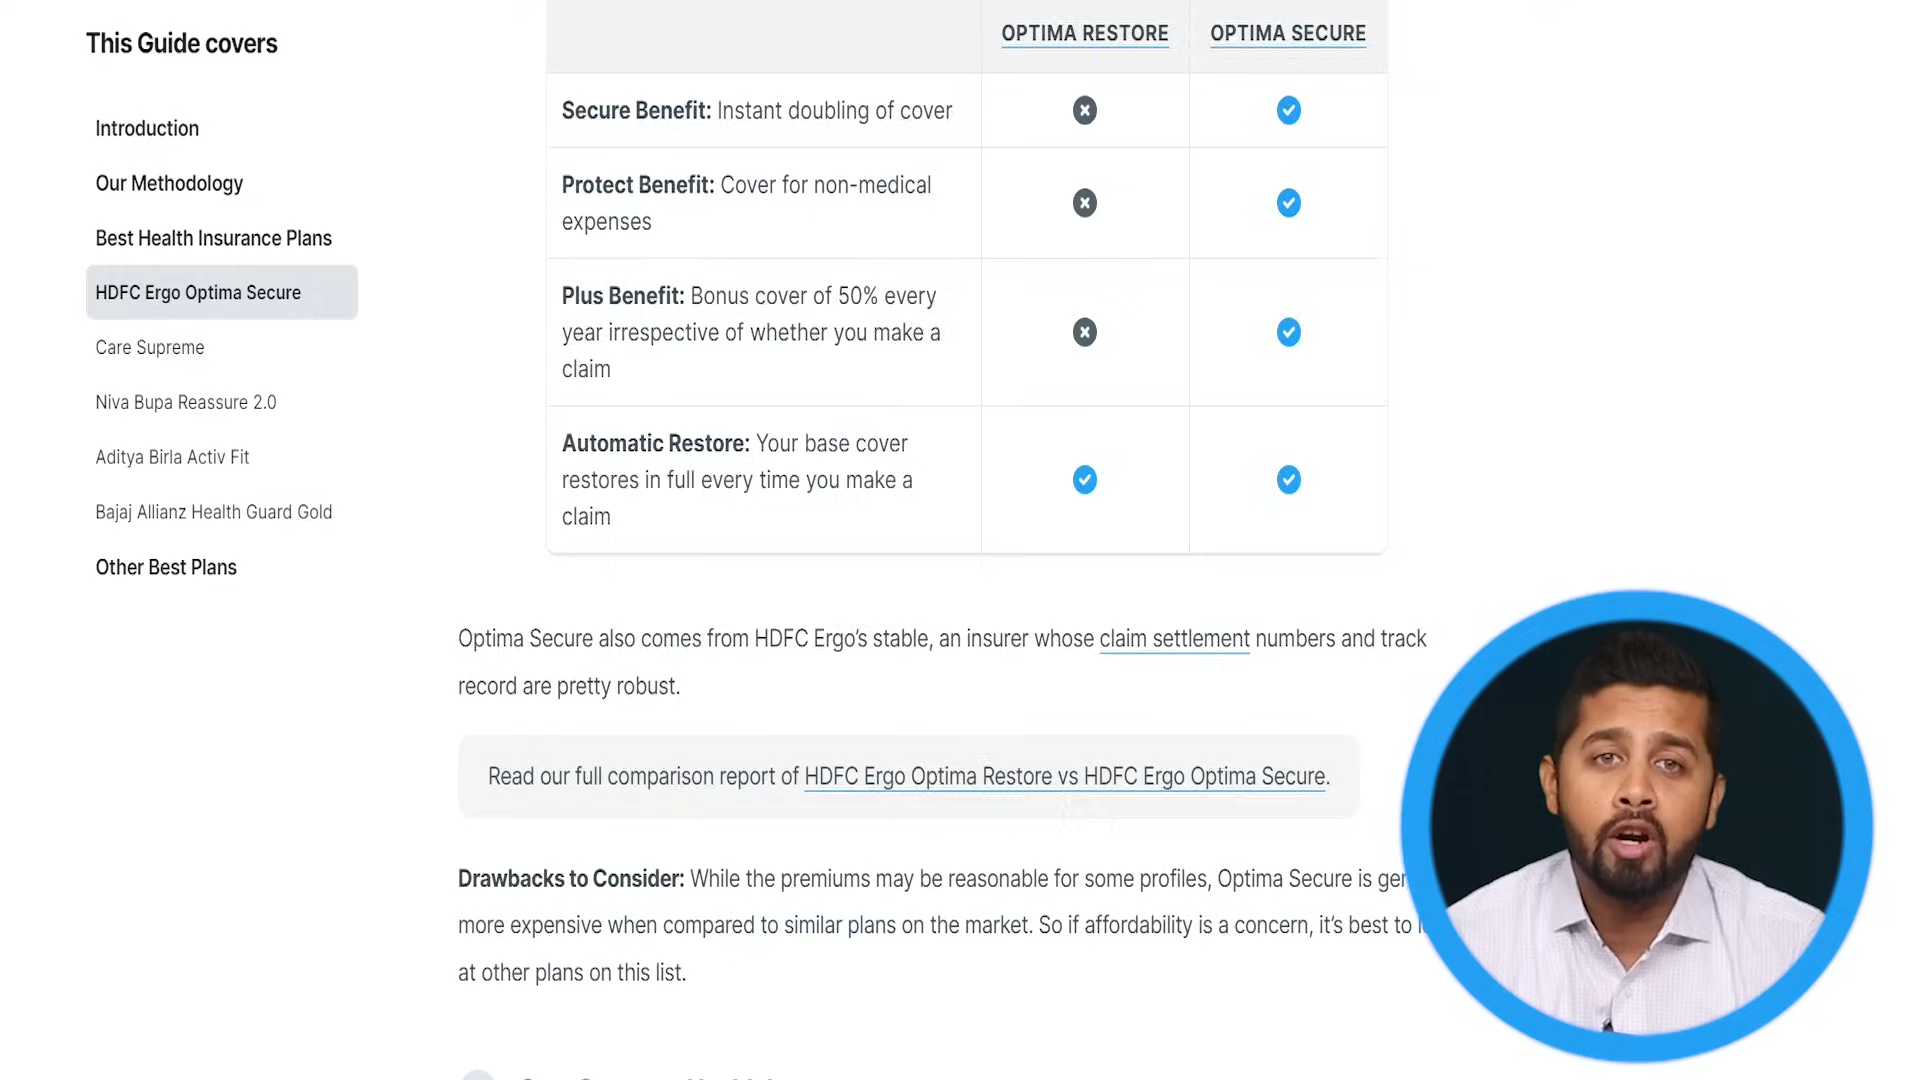 This Guide covers
Introduction
Our Methodology
Best Health Insurance Plans
HDFC Ergo Optima Secure
Care Supreme
Niva Bupa Reassure 2.0
Aditya Birla Activ Fit
Bajaj Allianz Health Guard Gold
Other Best Plans
OPTIMA RESTORE OPTIMA SECURE
Secure Benefit: Instant doubling of cover
Protect Benefit: Cover for non-medical
expenses
Plus Benefit: Bonus cover of 50% every
year irrespective of whether you make a
claim
Automatic Restore: Your base cover
restores in full every time you make a
claim
Optima Secure also comes from HDFC Ergo’s stable, an insurer whose claim settlement numbers and track
record are pretty robust.
Read our full comparison report of HDFC Ergo Optima Restore vs HDFC Ergo Optima Secure.
Drawbacks to Consider: While the premiums may be reasonable for some profiles, Optima Secure is
more expensive when compared to similar plans on the market. So if affordability is a concern, it’s best to
at other plans on this list.